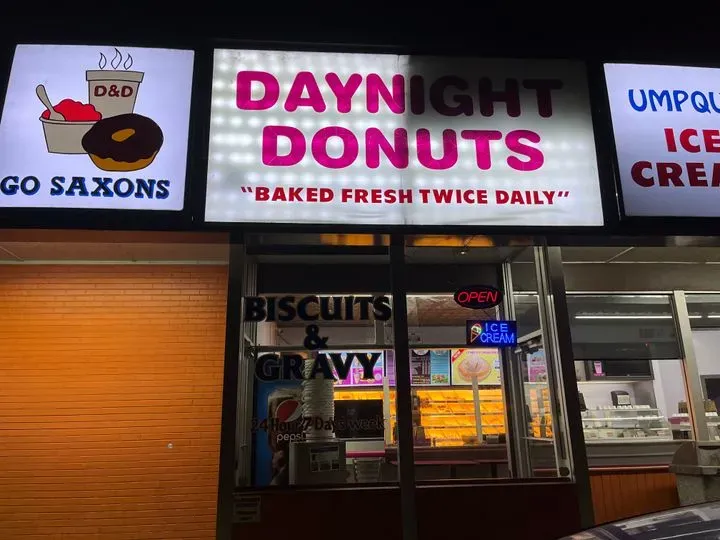 D&D
GO SAXONS
DAYNIGHT
DONUTS
"BAKED FRESH TWICE DAILY"
UMPQU
ICE
CREA
BISCUITS
&
GRAVY
24 Hour 7 Days week
pepsi
OPEN
ICE
CREAM